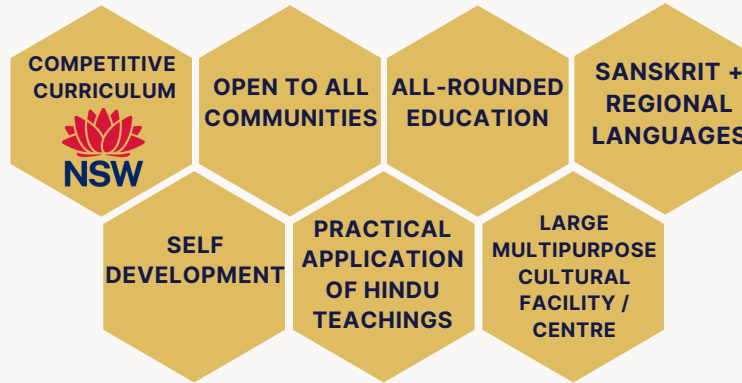 COMPETITIVE
CURRICULUM
NSW
OPEN TO ALL
COMMUNITIES
ALL-ROUNDED
EDUCATION
SANSKRIT +
REGIONAL
LANGUAGES
SELF
DEVELOPMENT
PRACTICAL
APPLICATION
OF HINDU
TEACHINGS
LARGE
MULTIPURPOSE
CULTURAL
FACILITY /
CENTRE